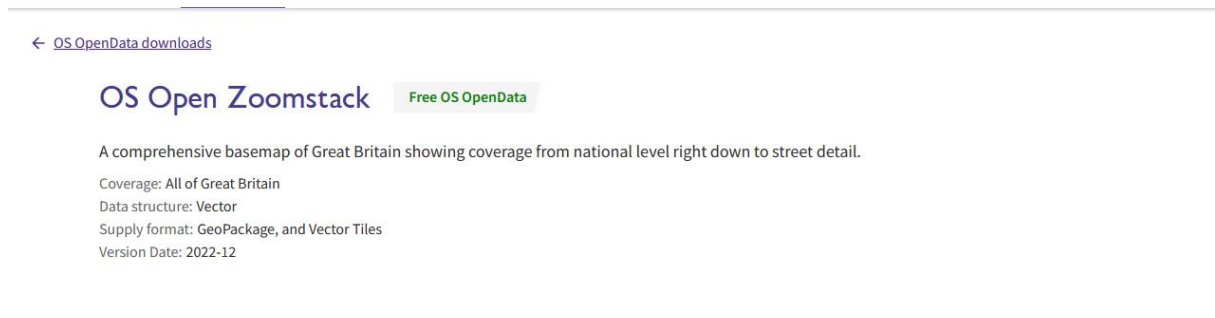 ← OS OpenData downloads
OS Open Zoomstack Free OS OpenData
A comprehensive basemap of Great Britain showing coverage from national level right down to street detail.
Coverage: All of Great Britain
Data structure: Vector
Supply format: GeoPackage, and Vector Tiles
Version Date: 2022-12